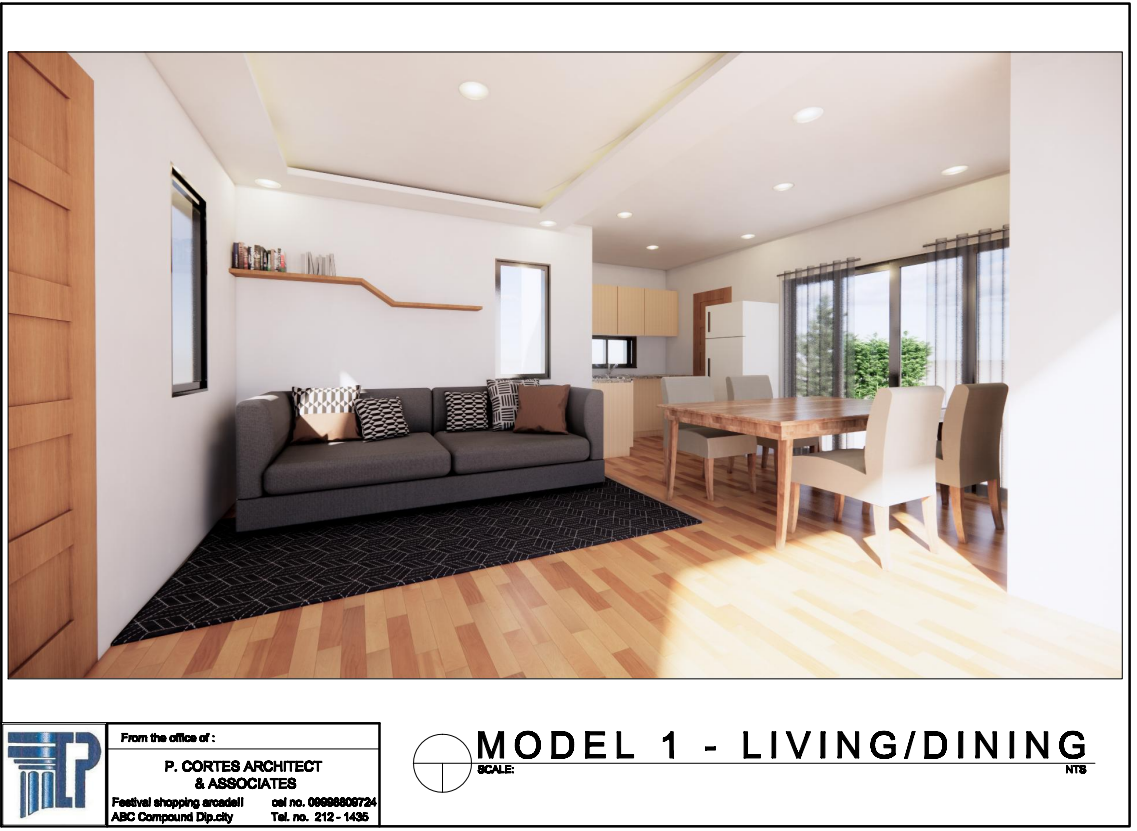 From the office of :
P. CORTES ARCHITECT
& ASSOCIATES
Festival shopping arcadeII
cel no. 09998809724
ABC Compound Dip.city
Tel. no. 212 - 1435
MODEL 1 - LIVING/DINING
SCALE:
NTS